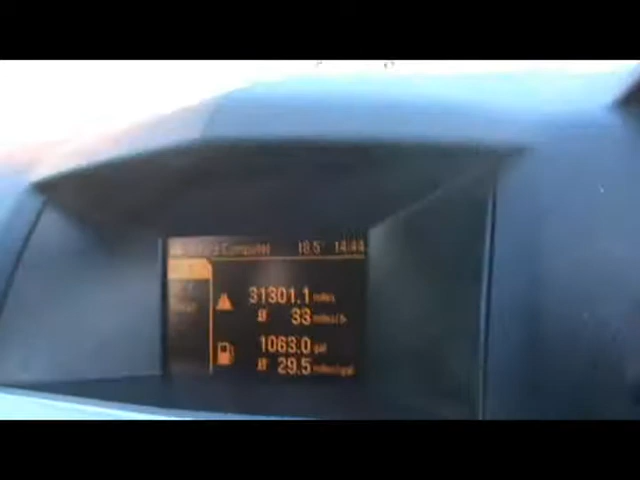 Computer 18.5° 14:44
31301.1 miles
Ø 33 miles/h
1063.0 gal
Ø 29.5 miles/gal